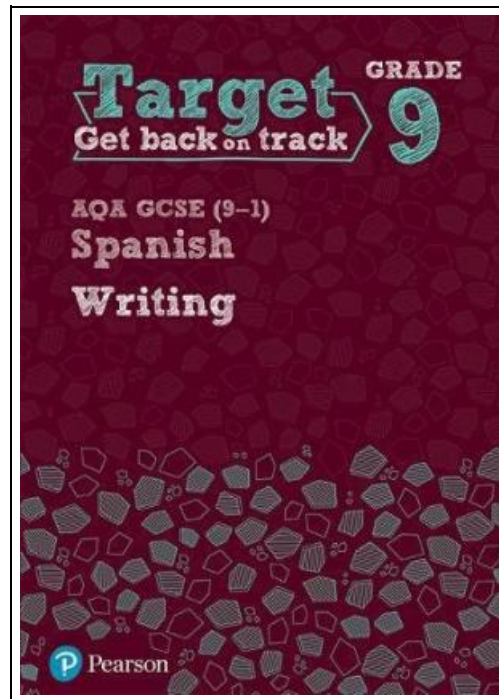 Target
GRADE
9
Get back on track
AQA GCSE (9–1)
Spanish
Writing
Pearson